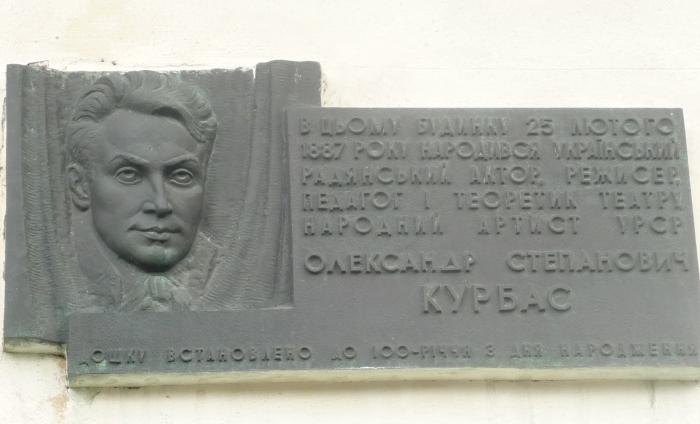 В ЦЬОМУ БУДИНКУ 25 ЛЮТОГО
1887 РОКУ НАРОДИВСЯ УКРАЇНСЬКИЙ
РАДЯНСЬКИЙ АКТОР, РЕЖИСЕР,
ПЕДАГОГ І ТЕОРЕТИК ТЕАТРУ,
НАРОДНИЙ АРТИСТ УРСР
ОЛЕКСАНДР СТЕПАНОВИЧ
КУРБАС
ДОШКУ ВСТАНОВЛЕНО ДО 100-РІЧЧЯ З ДНЯ НАРОДЖЕННЯ